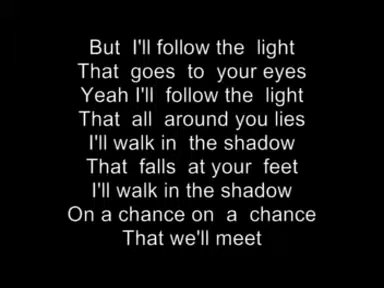 But I'll follow the light
That goes to your eyes
Yeah I'll follow the light
That all around you lies
I'll walk in the shadow
That falls at your feet
I'll walk in the shadow
On a chance on a chance
That we'll meet